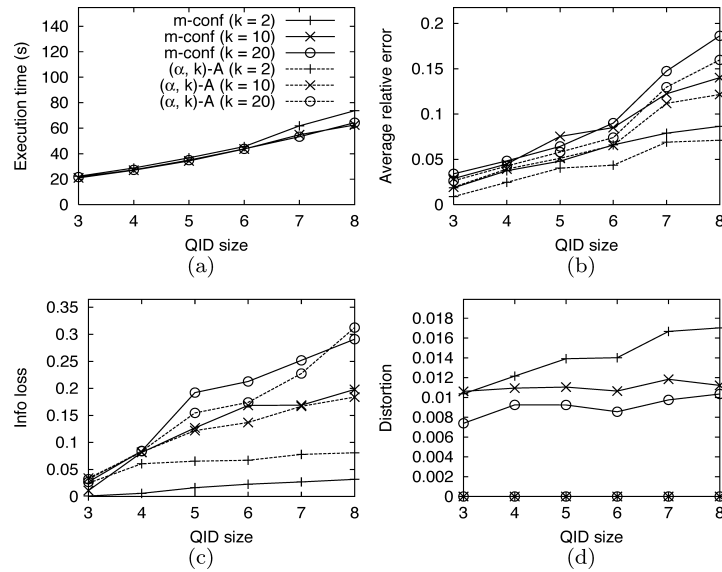 m-conf (k = 2)
m-conf (k = 10)
m-conf (k = 20)
(α, k)-A (k = 2)
(α, k)-A (k = 10)
(α, k)-A (k = 20)
Execution time (s)
140
120
100
80
60
40
20
0
3 4 5 6 7 8
QID size
(a)
Average relative error
0.2
0.15
0.1
0.05
0
3 4 5 6 7 8
QID size
(b)
Info loss
0.35
0.3
0.25
0.2
0.15
0.1
0.05
0
3 4 5 6 7 8
QID size
(c)
Distortion
0.018
0.016
0.014
0.012
0.01
0.008
0.006
0.004
0.002
0
3 4 5 6 7 8
QID size
(d)